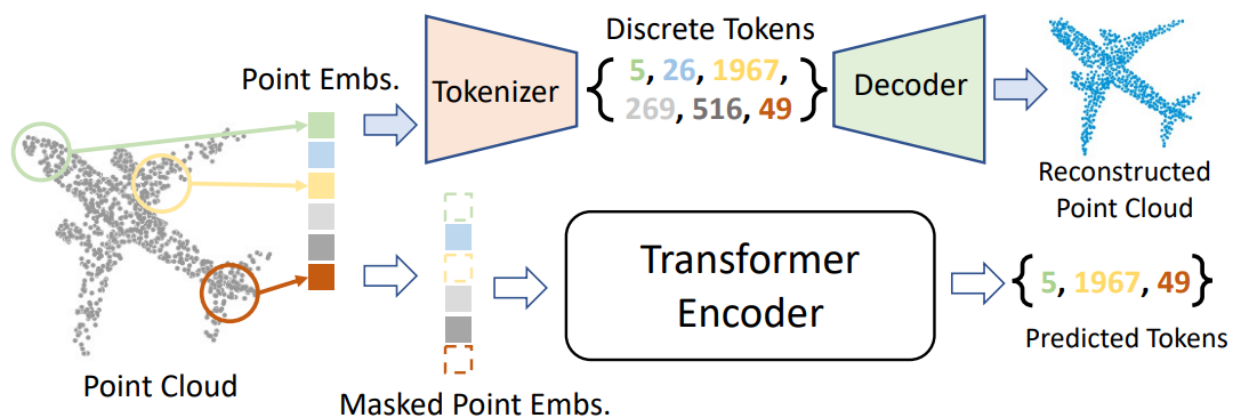 Discrete Tokens
Point Embs.
Tokenizer
{ 5, 26, 1967,
269, 516, 49 }
Decoder
Reconstructed
Point Cloud
Transformer
Encoder
{ 5, 1967, 49 }
Predicted Tokens
Point Cloud
Masked Point Embs.